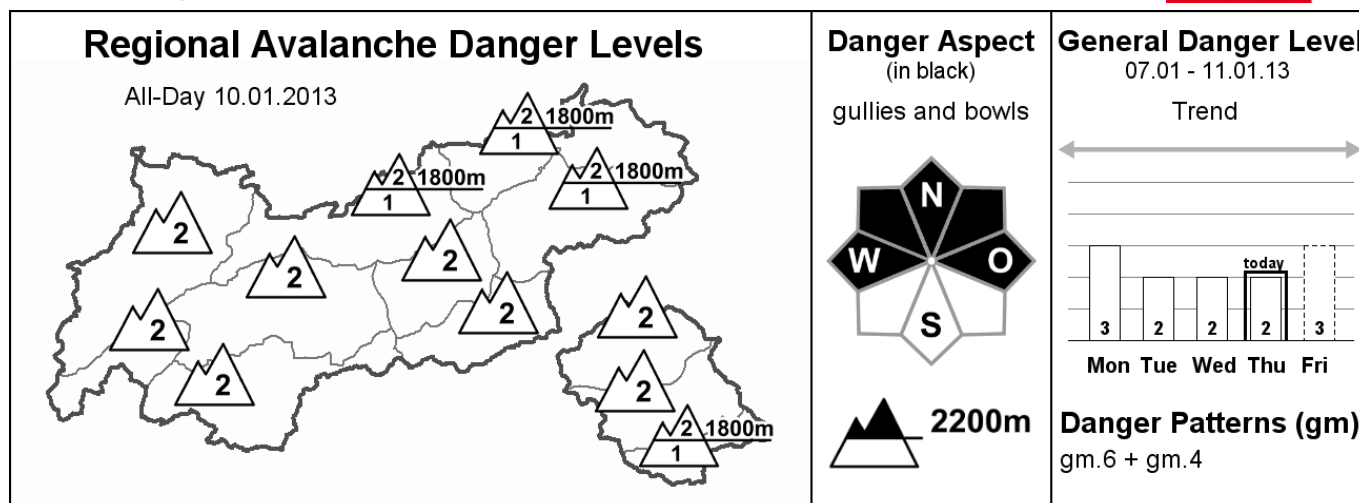 Regional Avalanche Danger Levels
All-Day 10.01.2013
2 1800m
1
2 1800m
1
2 1800m
1
2
2
2
2
2
2
2
2
2 1800m
1
Danger Aspect
(in black)
gullies and bowls
N
W
O
S
2200m
General Danger Level
07.01 - 11.01.13
Trend
today
3 2 2 2 3
Mon Tue Wed Thu Fri
Danger Patterns (gm)
gm.6 + gm.4